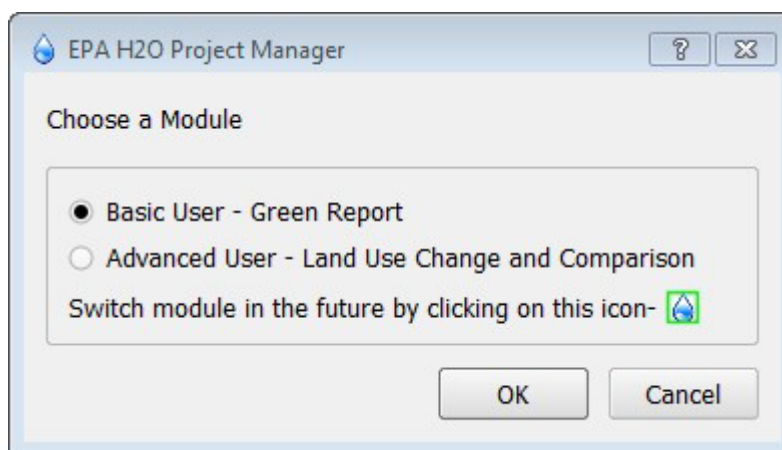 EPA H2O Project Manager
Choose a Module
Basic User - Green Report
Advanced User - Land Use Change and Comparison
Switch module in the future by clicking on this icon-
OK Cancel